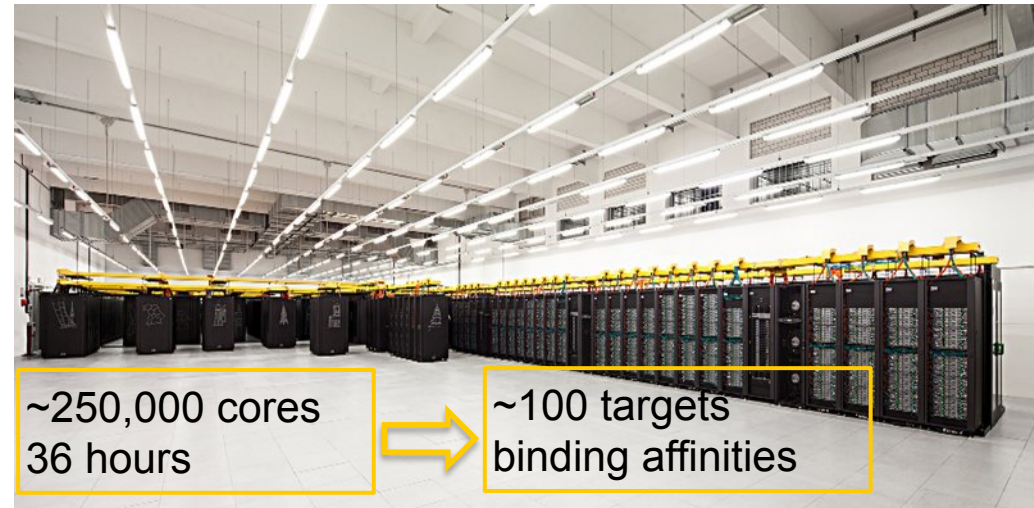 ~250,000 cores
36 hours
~100 targets
binding affinities